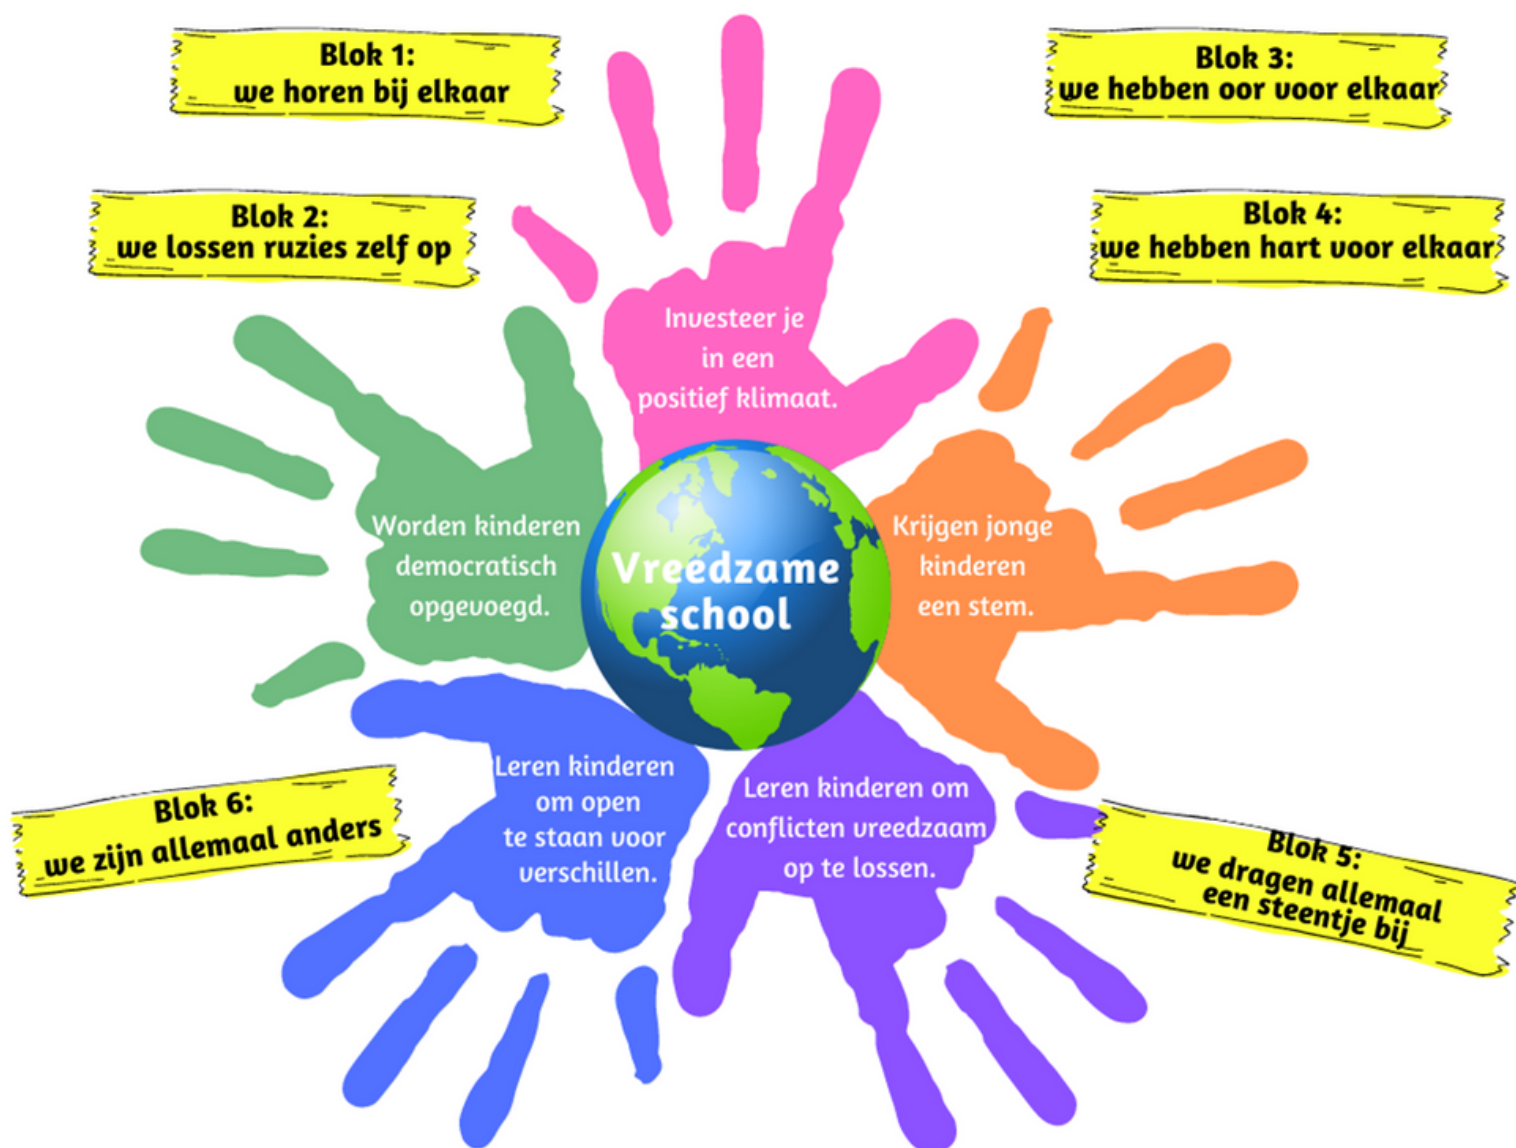 Blok 1:
we horen bij elkaar
Blok 3:
we hebben oor voor elkaar
Blok 2:
we lossen ruzies zelf op
Blok 4:
we hebben hart voor elkaar
Investeer je
in een
positief klimaat.
Worden kinderen
democratisch
opgevoegd.
Vreedzame
school
Krijgen jonge
kinderen
een stem.
Leren kinderen
om open
te staan voor
verschillen.
Leren kinderen om
conflicten vreedzaam
op te lossen.
Blok 6:
we zijn allemaal anders
Blok 5:
we dragen allemaal
een steentje bij